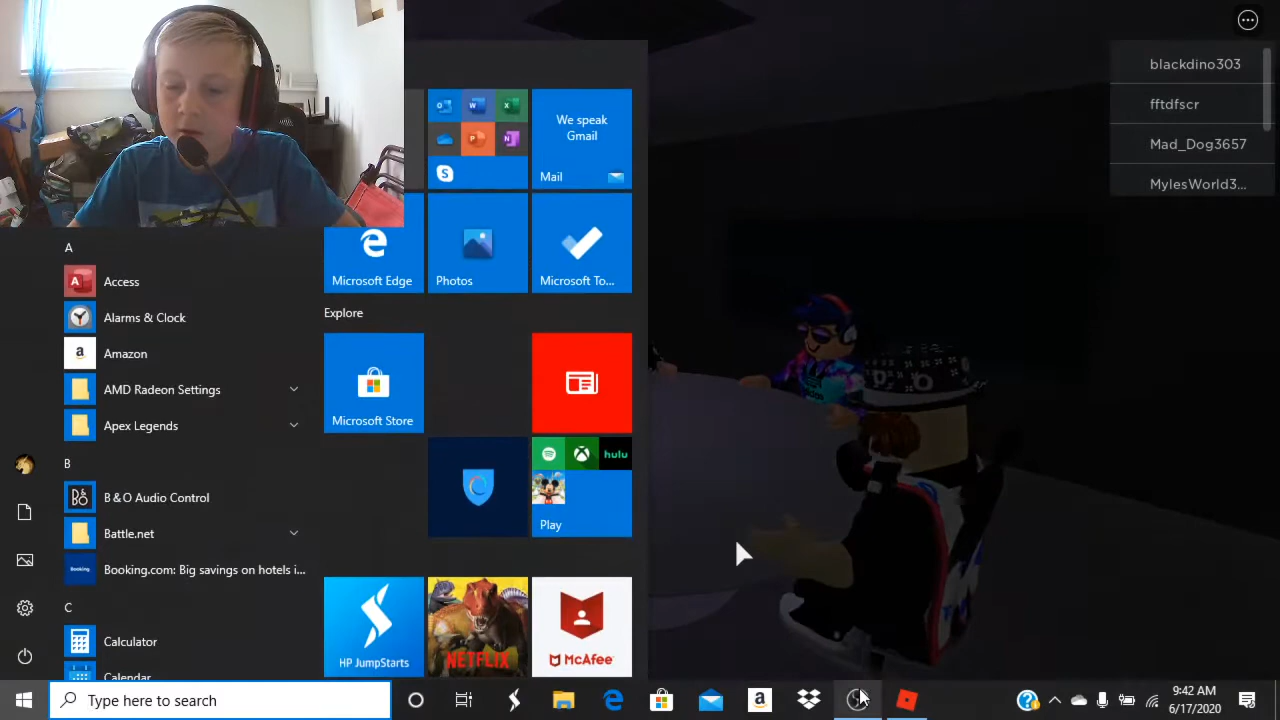 blackdino303
fftdfscr
Mad_Dog3657
MylesWorld3...
We speak
Gmail
Mail
Microsoft Edge
Photos
Microsoft To...
Explore
Microsoft Store
hulu
Play
HP JumpStarts
NETFLIX
McAfee
A
Access
Alarms & Clock
Amazon
AMD Radeon Settings
Apex Legends
B
B&O Audio Control
Battle.net
Booking.com: Big savings on hotels i...
C
Calculator
Calendar
Type here to search
9:42 AM
6/17/2020